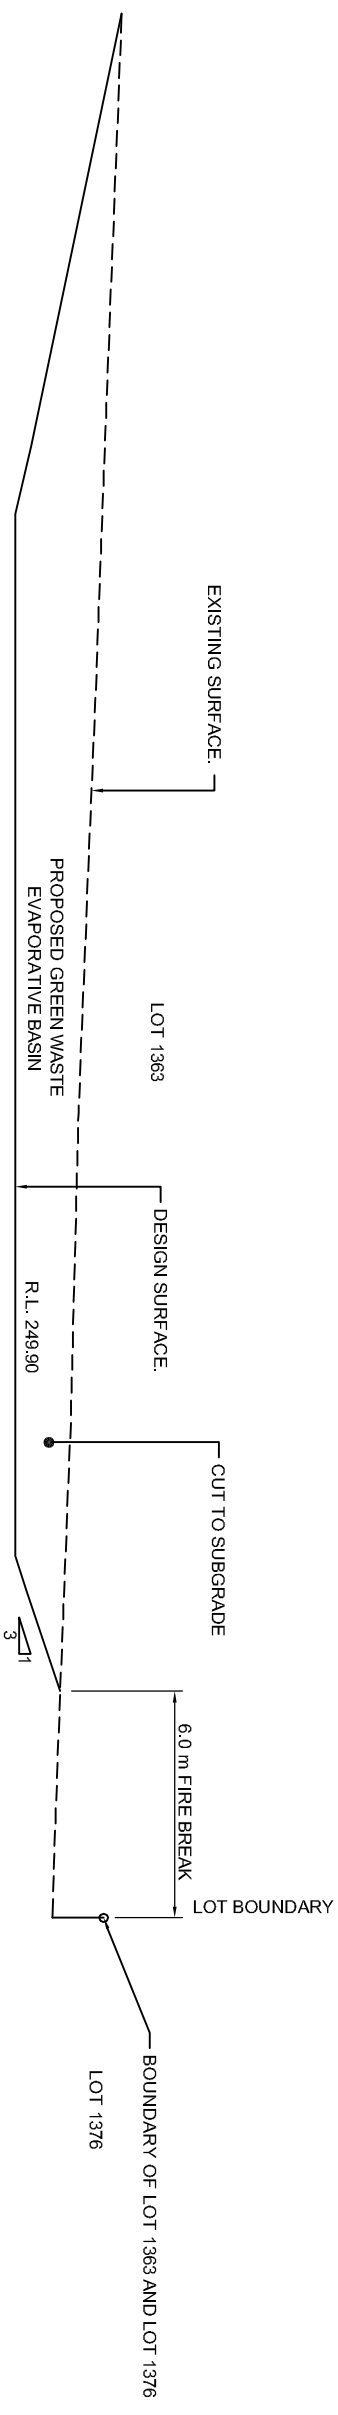 EXISTING SURFACE.
PROPOSED GREEN WASTE
EVAPORATIVE BASIN
LOT 1363
DESIGN SURFACE.
R.L. 249.90
CUT TO SUBGRADE
1
3
6.0 m FIRE BREAK
LOT BOUNDARY
BOUNDARY OF LOT 1363 AND LOT 1376
LOT 1376